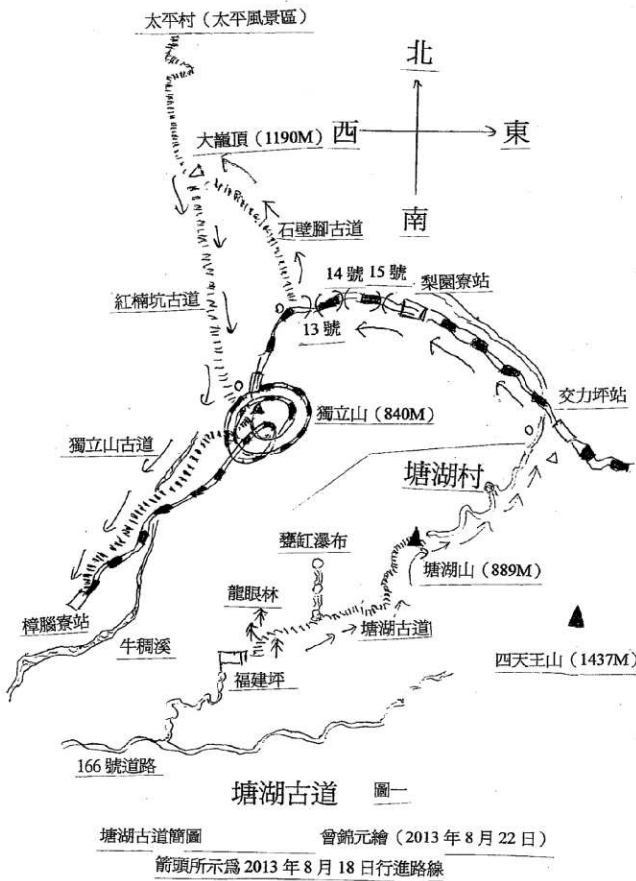 太平村（太平風景區）
北
西 東
南
大巃頂（1190M）
石壁腳古道
14號 15號 梨園寮站
13號
紅楠坑古道
交力坪站
獨立山（840M）
獨立山古道
塘湖村
甕缸瀑布
塘湖山（889M）
龍眼林
樟腦寮站
塘湖古道
牛稠溪
四天王山（1437M）
福建坪
166號道路
塘湖古道 圖一
塘湖古道簡圖 曾錦元繪（2013年8月22日）
箭頭所示為2013年8月18日行進路線